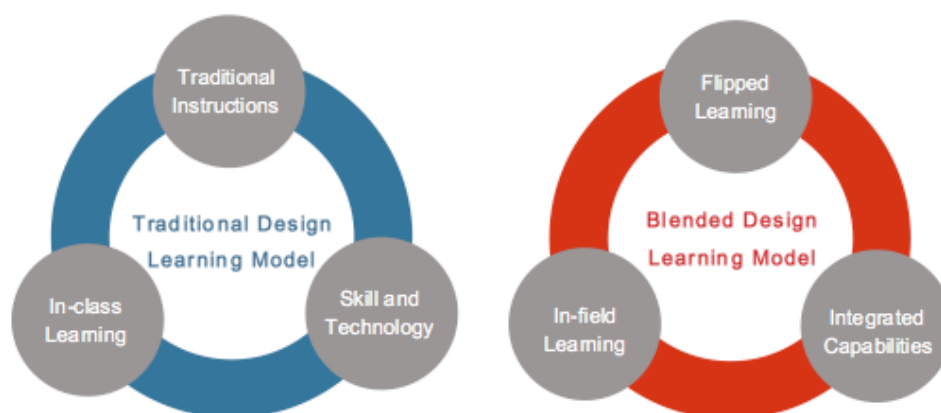 Traditional
Instructions
Traditional Design
Learning Model
In-class
Learning
Skill and
Technology
Flipped
Learning
Blended Design
Learning Model
In-field
Learning
Integrated
Capabilities